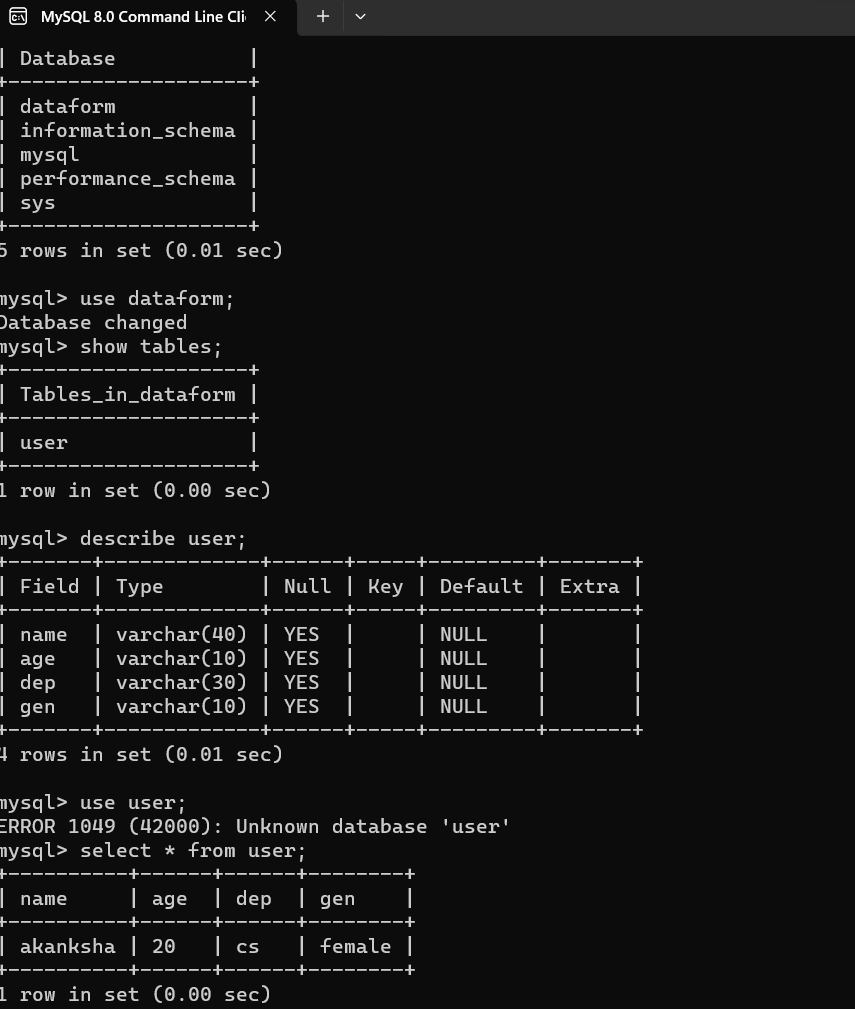 MySQL 8.0 Command Line Cli
| Database           |
+--------------------+
| dataform           |
| information_schema |
| mysql              |
| performance_schema |
| sys                |
+--------------------+
5 rows in set (0.01 sec)
mysql> use dataform;
Database changed
mysql> show tables;
+--------------------+
| Tables_in_dataform |
+--------------------+
| user               |
+--------------------+
1 row in set (0.00 sec)
mysql> describe user;
+-------+-------------+------+-----+---------+-------+
| Field | Type        | Null | Key | Default | Extra |
+-------+-------------+------+-----+---------+-------+
| name  | varchar(40) | YES  |     | NULL    |       |
| age   | varchar(10) | YES  |     | NULL    |       |
| dep   | varchar(30) | YES  |     | NULL    |       |
| gen   | varchar(10) | YES  |     | NULL    |       |
+-------+-------------+------+-----+---------+-------+
4 rows in set (0.01 sec)
mysql> use user;
ERROR 1049 (42000): Unknown database 'user'
mysql> select * from user;
+----------+------+------+--------+
| name     | age  | dep  | gen    |
+----------+------+------+--------+
| akanksha | 20   | cs   | female |
+----------+------+------+--------+
1 row in set (0.00 sec)